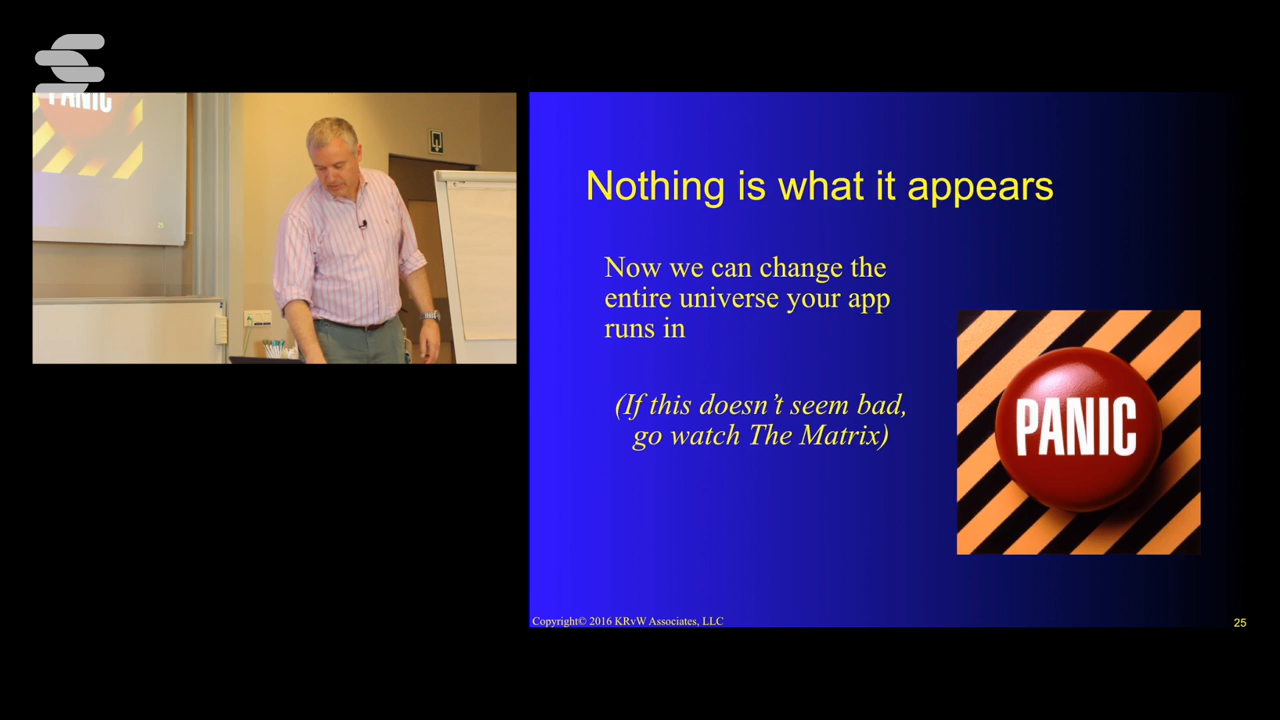 PANIC
Nothing is what it appears
Now we can change the
entire universe your app
runs in
(If this doesn't seem bad,
go watch The Matrix)
PANIC
Copyright© 2016 KRvW Associates, LLC
25